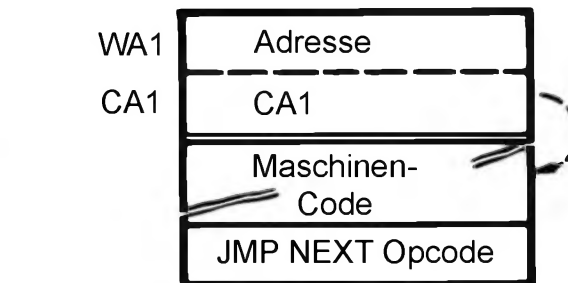 WA1 Adresse
CA1 CA1
Maschinen-
Code
JMP NEXT Opcode